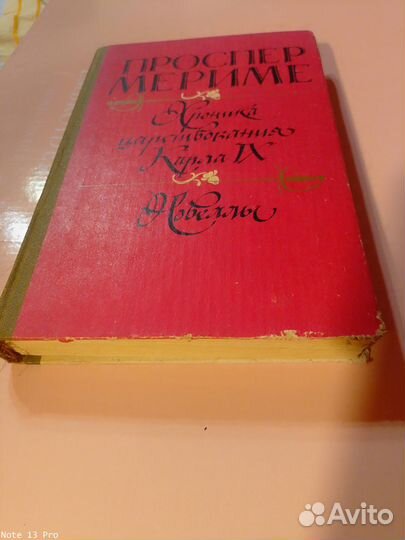 ПРОСПЕР
МЕРИМЕ
Хроника
царствования
Карла IX
Новеллы
Note 13 Pro
Avito